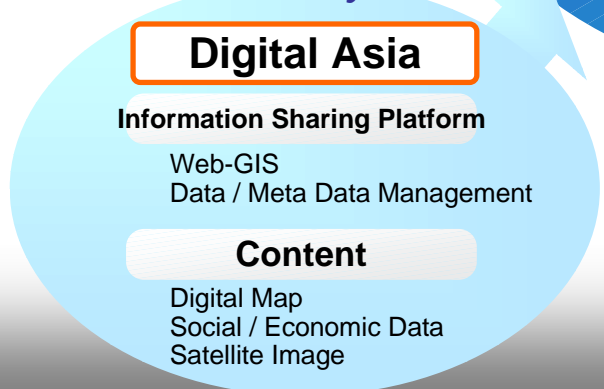 Digital Asia
Information Sharing Platform
Web-GIS
Data / Meta Data Management
Content
Digital Map
Social / Economic Data
Satellite Image